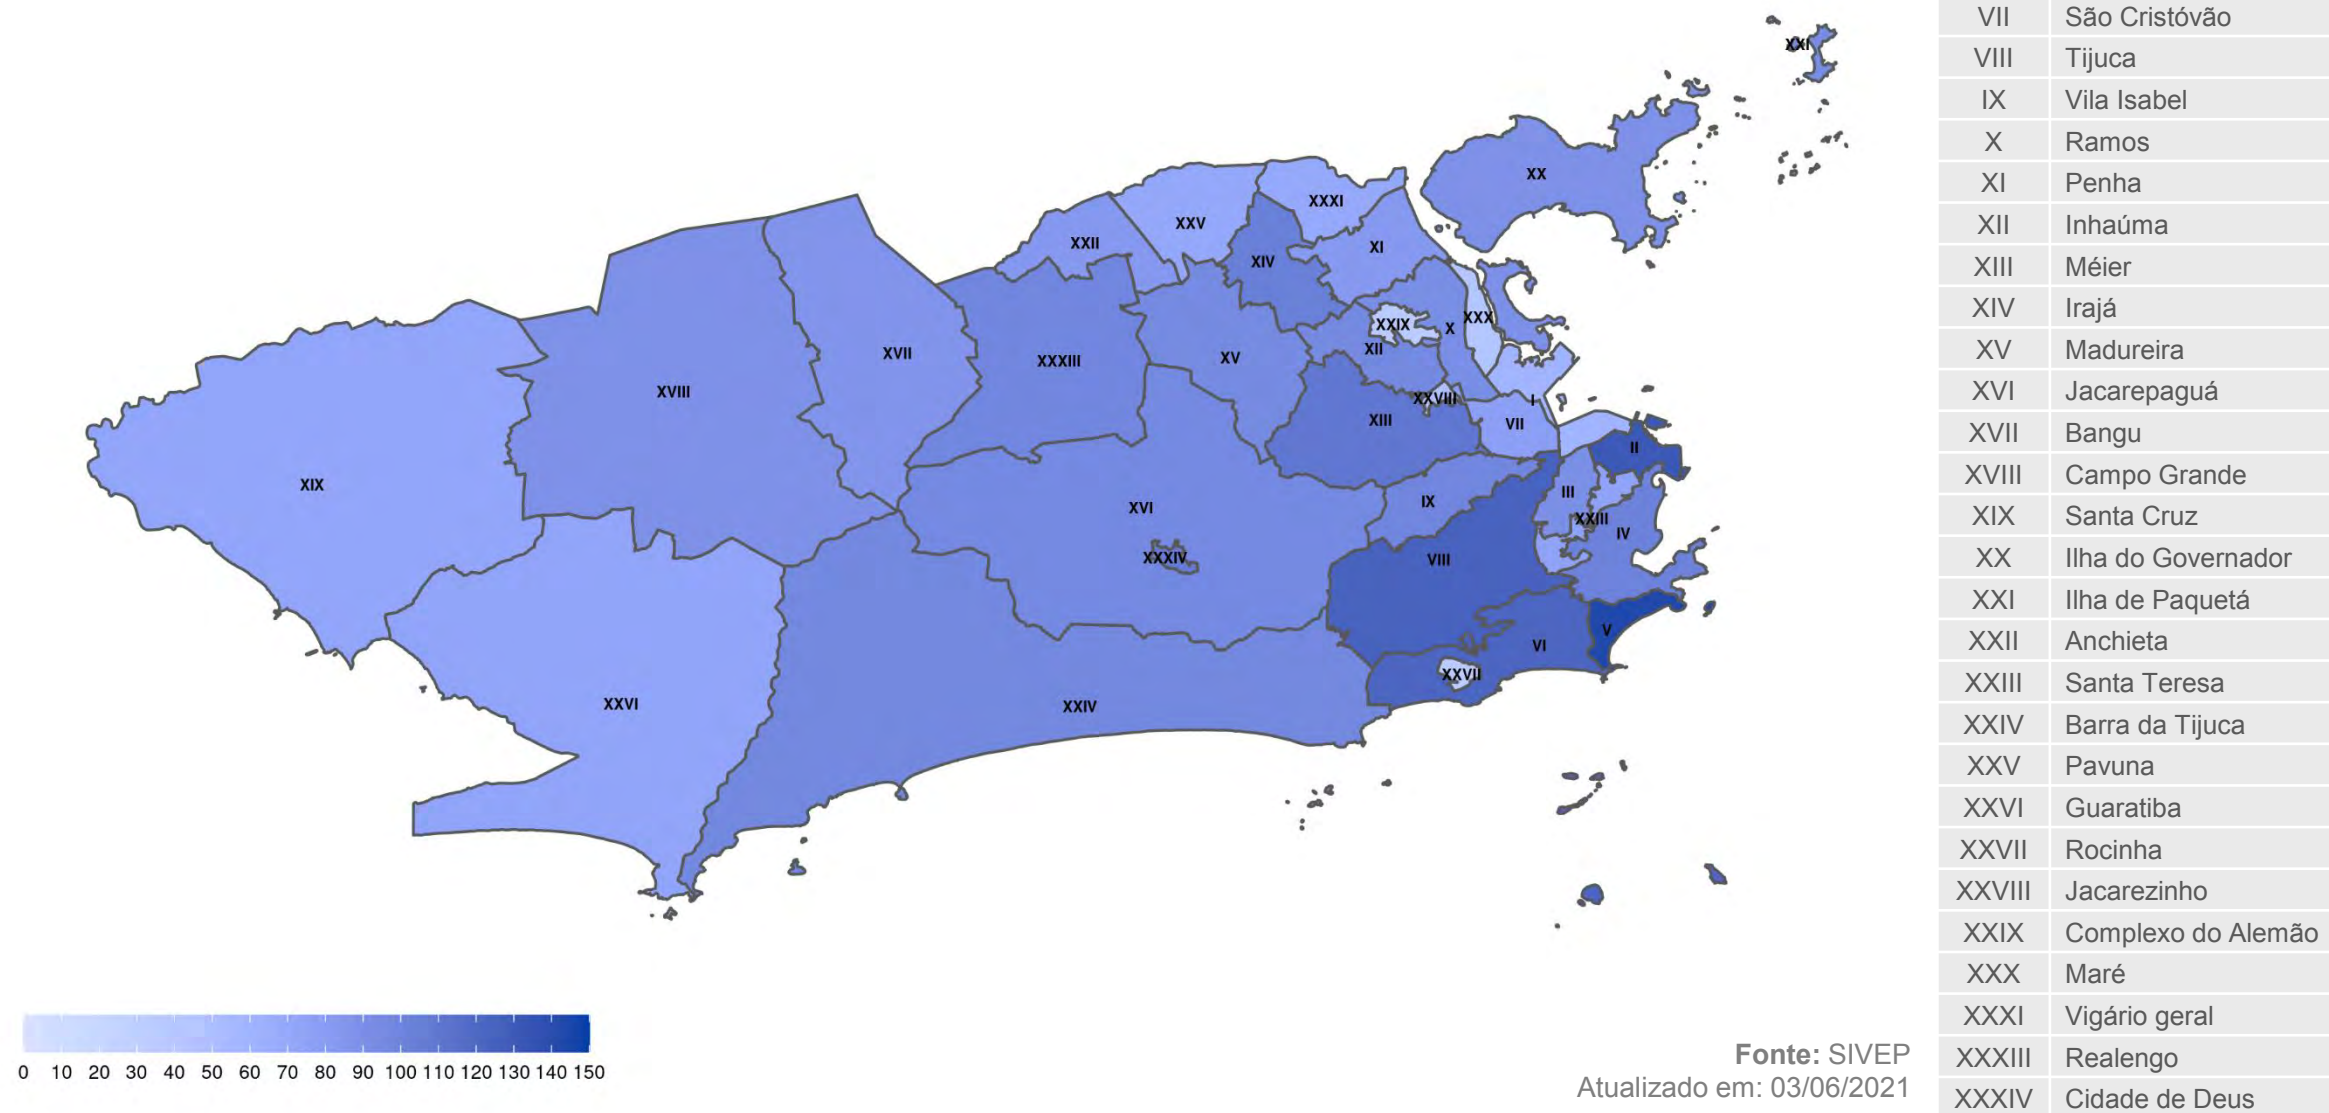 XXI
XX
XXXI
XXV
XXII
XI
XIV
XXX
XXIX
X
XII
XV
XVII
XXXIII
XVIII
XXVIII
I
XIII
VII
II
XIX
III
IX
XVI
XXIII
IV
XXXIV
VIII
V
VI
XXVII
XXVI
XXIV
0 10 20 30 40 50 60 70 80 90 100 110 120 130 140 150
Fonte: SIVEP
Atualizado em: 03/06/2021
VII São Cristóvão
VIII Tijuca
IX Vila Isabel
X Ramos
XI Penha
XII Inhaúma
XIII Méier
XIV Irajá
XV Madureira
XVI Jacarepaguá
XVII Bangu
XVIII Campo Grande
XIX Santa Cruz
XX Ilha do Governador
XXI Ilha de Paquetá
XXII Anchieta
XXIII Santa Teresa
XXIV Barra da Tijuca
XXV Pavuna
XXVI Guaratiba
XXVII Rocinha
XXVIII Jacarezinho
XXIX Complexo do Alemão
XXX Maré
XXXI Vigário geral
XXXIII Realengo
XXXIV Cidade de Deus